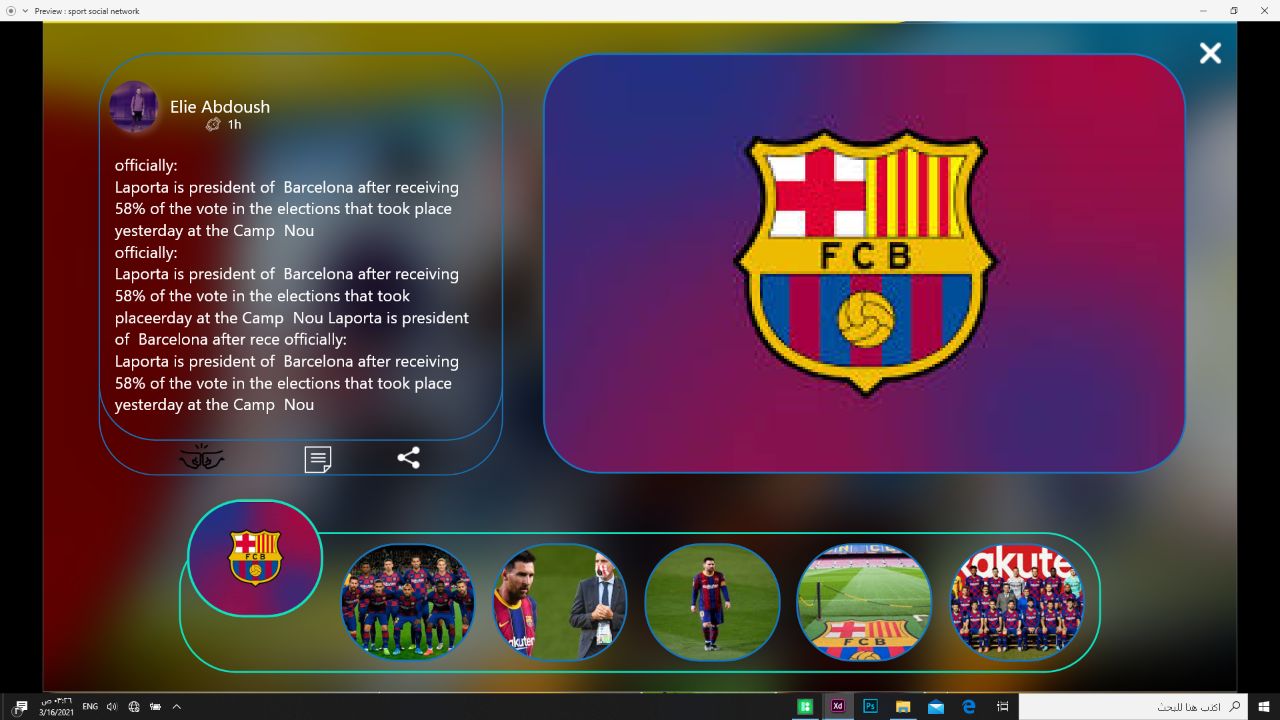 Preview : sport social network
Elie Abdoush
1h
officially:
Laporta is president of  Barcelona after receiving
58% of the vote in the elections that took place
yesterday at the Camp  Nou
officially:
Laporta is president of  Barcelona after receiving
58% of the vote in the elections that took
placeerday at the Camp  Nou Laporta is president
of  Barcelona after rece officially:
Laporta is president of  Barcelona after receiving
58% of the vote in the elections that took place
yesterday at the Camp  Nou
F C B
F C B
akuten
FCB
akute
3/16/2021
ENG
Xd
Ps
اكتب هنا للبحث